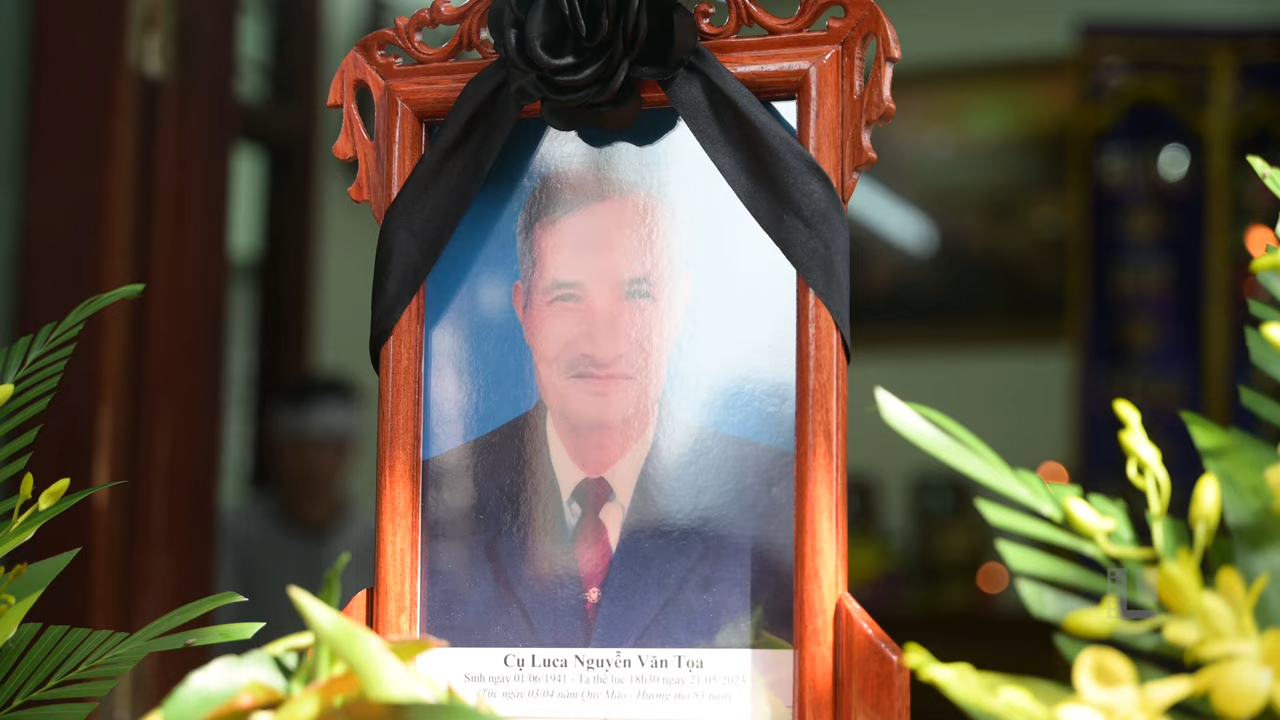 Cụ Luca Nguyễn Văn Tọa
Sinh ngày 01/06/1941 - Tạ thế lúc 18h30 ngày 21/05/2023
(Tức ngày 03/04 năm Quý Mão - Hưởng thọ 83 tuổi)